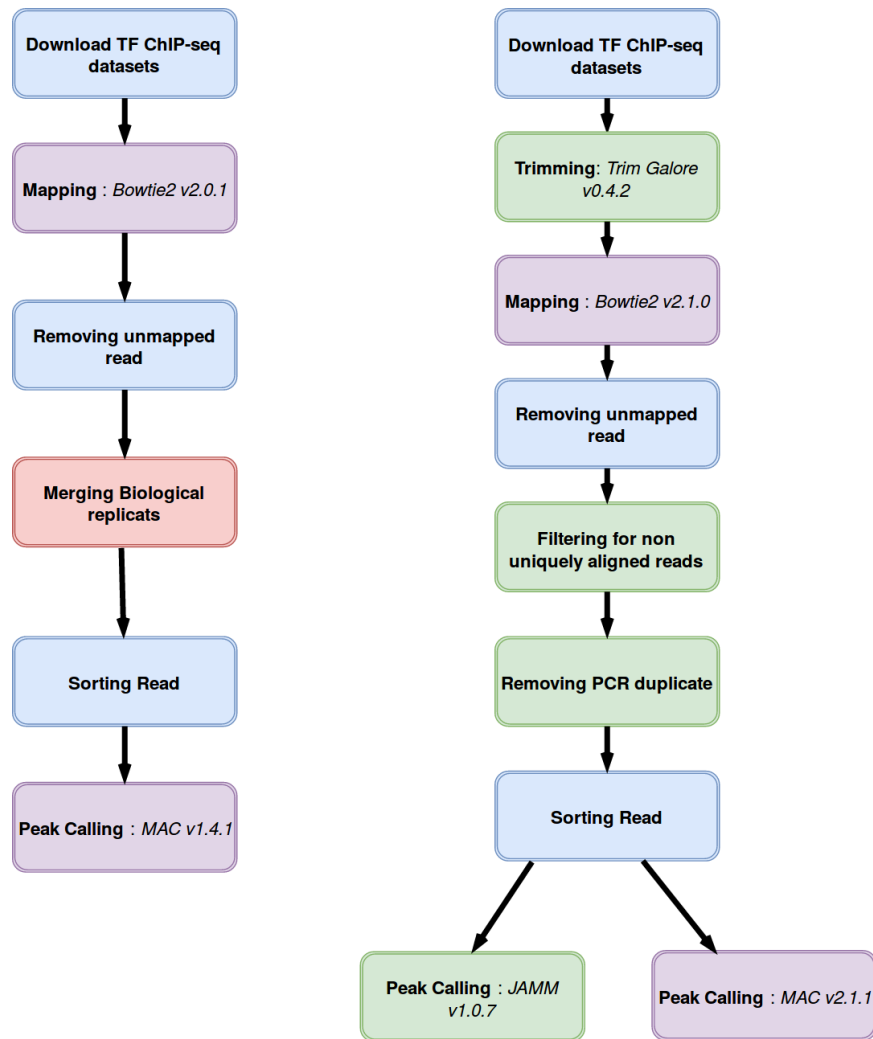 Download TF ChIP-seq
datasets
Mapping : Bowtie2 v2.0.1
Removing unmapped
read
Merging Biological
replicats
Sorting Read
Peak Calling : MAC v1.4.1
Download TF ChIP-seq
datasets
Trimming: Trim Galore
v0.4.2
Mapping : Bowtie2 v2.1.0
Removing unmapped
read
Filtering for non
uniquely aligned reads
Removing PCR duplicate
Sorting Read
Peak Calling : JAMM
v1.0.7
Peak Calling : MAC v2.1.1